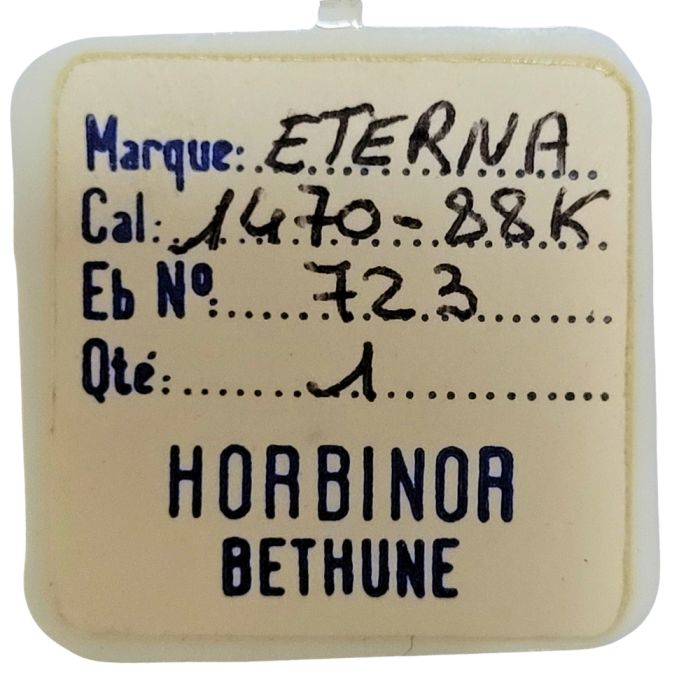 Marque: ETERNA
Cal: 1470-88K
Eb Nº: 723
Qté: 1
HORBINOR
BETHUNE